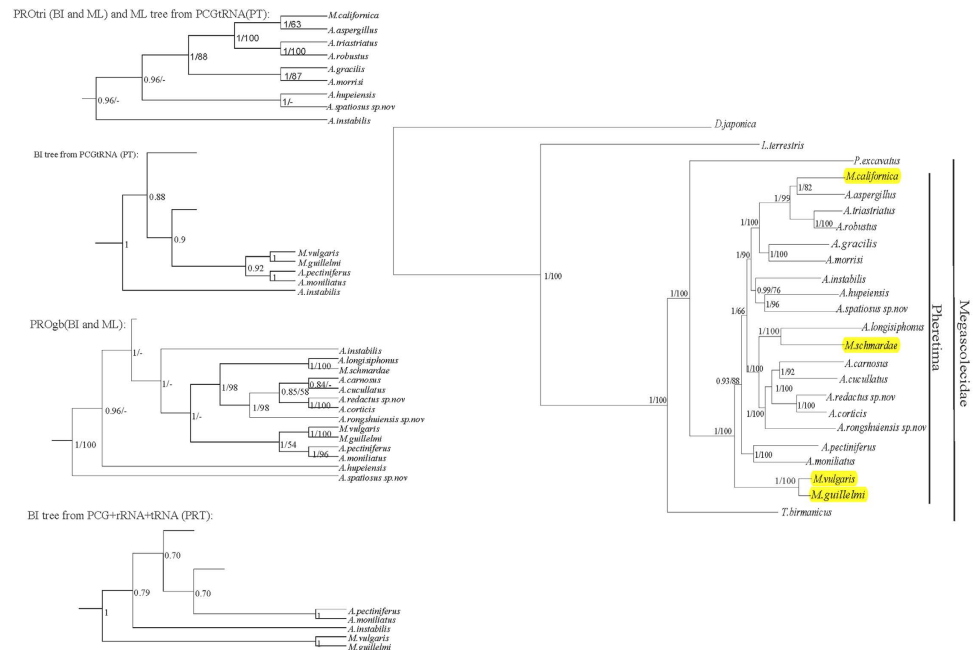 PROtri (BI and ML) and ML tree from PCGtRNA(PT):
M.californica
1/63
A.aspergillus
1/100
A.triastriatus
1/100
A.robustus
1/88
A.gracilis
1/87
A.morrisi
0.96/-
A.hupeiensis
1/-
A.spatiosus sp.nov
0.96/-
A.instabilis
BI tree from PCGtRNA (PT):
0.88
0.9
M.vulgaris
1
M.guillelmi
0.92
A.pectiniferus
1
A.moniliatus
1
A.instabilis
PROgb(BI and ML):
1/-
A.instabilis
A.longisiphonus
1/100
M.schmardae
1/98
A.carnosus
0.84/-
A.cucullatus
0.85/58
A.redactus sp.nov
1/100
A.corticis
1/98
A.rongshuiensis sp.nov
1/-
M.vulgaris
1/100
M.guillelmi
1/54
A.pectiniferus
1/96
A.moniliatus
0.96/-
A.hupeiensis
1/100
A.spatiosus sp.nov
BI tree from PCG+rRNA+tRNA (PRT):
0.70
0.79
0.70
A.pectiniferus
1
A.moniliatus
1
A.instabilis
M.vulgaris
1
M.guillelmi
D.japonica
L.terrestris
P.excavatus
M.californica
1/82
A.aspergillus
1/99
A.triastriatus
1/100
A.robustus
1/100
A.gracilis
1/100
A.morrisi
1/90
A.instabilis
0.99/76
A.hupeiensis
1/96
A.spatiosus sp.nov
1/66
A.longisiphonus
1/100
M.schmardae
1/100
A.carnosus
1/92
A.cucullatus
1/100
A.redactus sp.nov
1/100
A.corticis
1/100
A.rongshuiensis sp.nov
0.93/88
A.pectiniferus
1/100
A.moniliatus
1/100
M.vulgaris
1/100
M.guillelmi
T.birmanicus
1/100
1/100
1/100
Pheretima
Megascolecidae